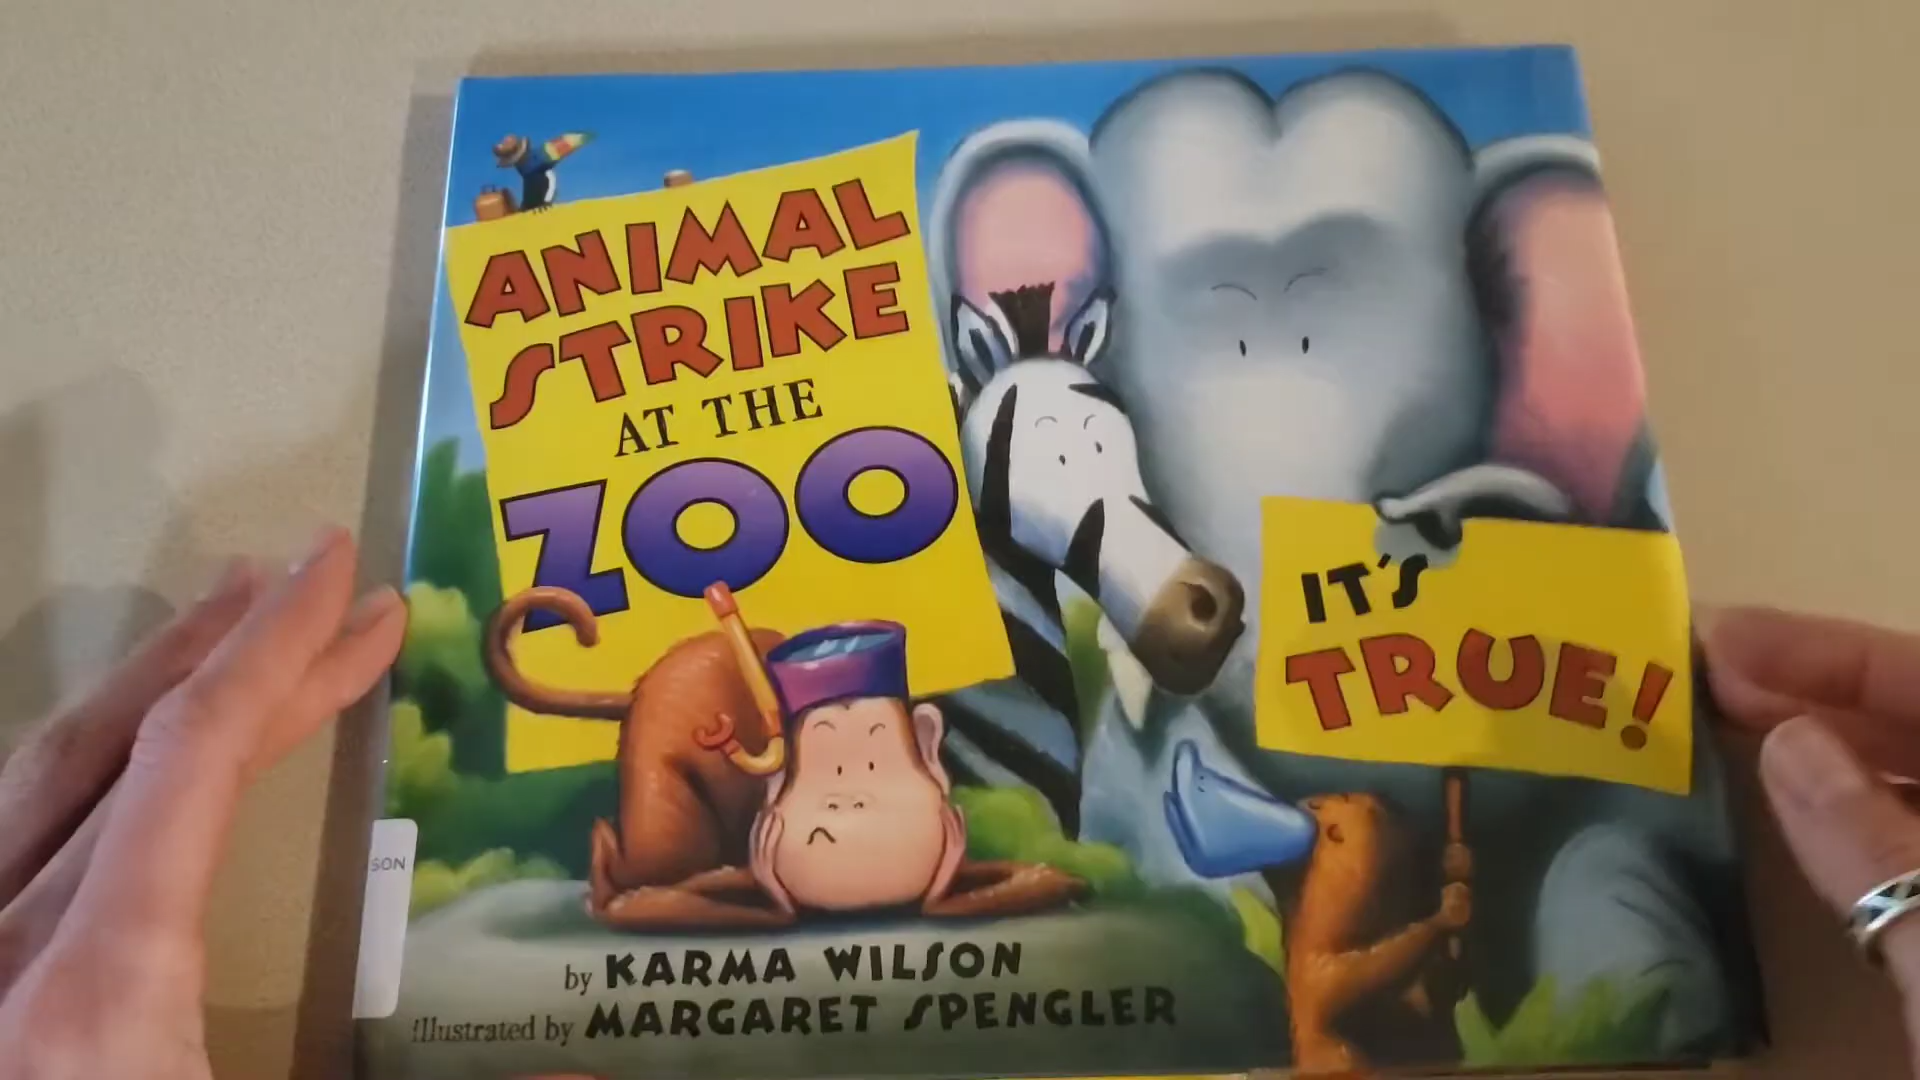 ANIMAL
STRIKE
AT THE
ZOO
IT'S
TRUE!
SON
by KARMA WILSON
illustrated by MARGARET SPENGLER